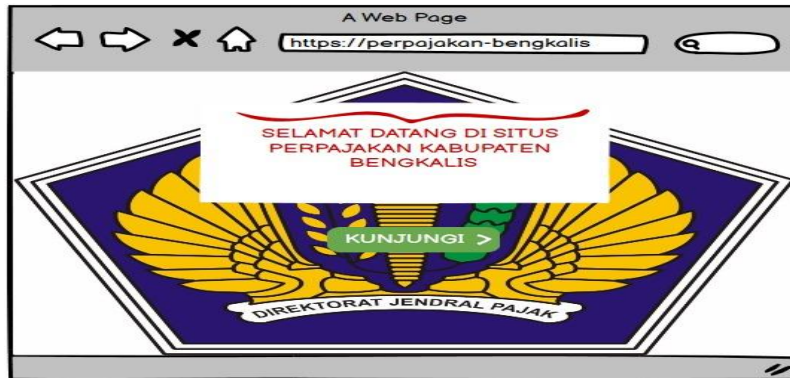 A Web Page
https://perpajakan-bengkalis
SELAMAT DATANG DI SITUS
PERPAJAKAN KABUPATEN
BENGKALIS
KUNJUNGI >
DIREKTORAT JENDRAL PAJAK